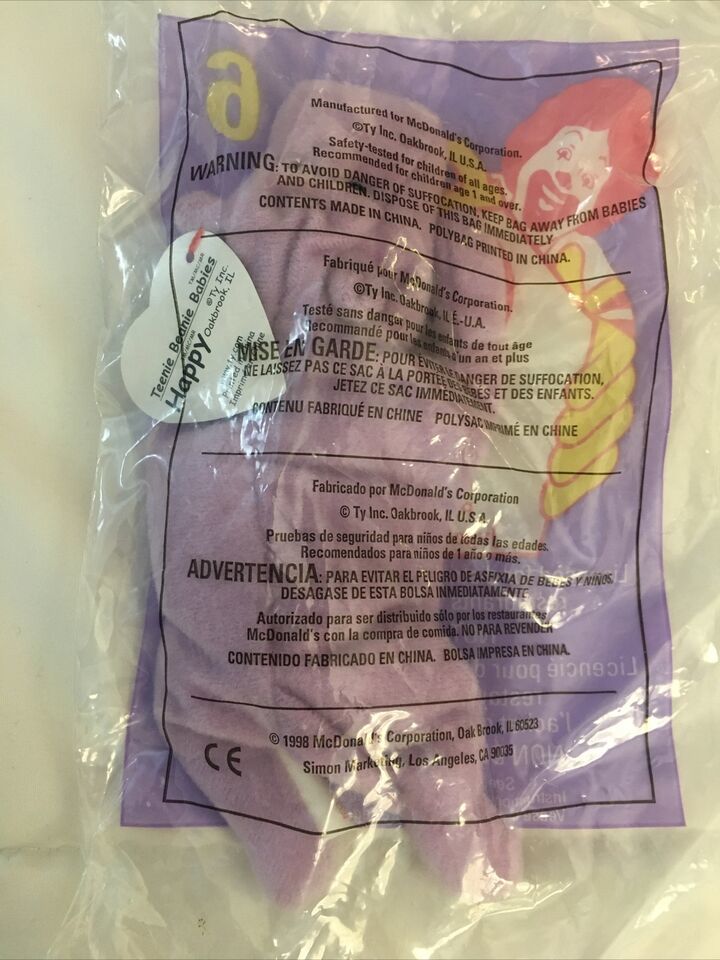 6
Manufactured for McDonald's Corporation.
©Ty Inc. Oakbrook, IL U.S.A.
Safety-tested for children of all ages.
Recommended for children age 1 and over.
WARNING: TO AVOID DANGER OF SUFFOCATION, KEEP BAG AWAY FROM BABIES
AND CHILDREN. DISPOSE OF THIS BAG IMMEDIATELY
CONTENTS MADE IN CHINA. POLYBAG PRINTED IN CHINA.
Teenie Beanie Babies
Happy
©Ty Inc.
Oakbrook, IL
Fabriqué pour McDonald's Corporation.
©Ty Inc. Oakbrook, IL É.-U.A.
Testé sans danger pour les enfants de tout âge
Recommandé pour les enfants d'un an et plus
MISE EN GARDE: POUR ÉVITER LE DANGER DE SUFFOCATION,
NE LAISSEZ PAS CE SAC À LA PORTÉE DES BÉBÉS ET DES ENFANTS.
JETEZ CE SAC IMMÉDIATEMENT.
CONTENU FABRIQUÉ EN CHINE POLYSAC IMPRIMÉ EN CHINE
Fabricado por McDonald's Corporation
© Ty Inc. Oakbrook, IL U.S.A.
Pruebas de seguridad para niños de todas las edades.
Recomendados para niños de 1 año o más.
ADVERTENCIA: PARA EVITAR EL PELIGRO DE ASFIXIA DE BEBES Y NIÑOS,
DESAGASE DE ESTA BOLSA INMEDIATAMENTE
Autorizado para ser distribuido sólo por los restaurantes
McDonald's con la compra de comida. NO PARA REVENDER
CONTENIDO FABRICADO EN CHINA. BOLSA IMPRESA EN CHINA.
Licencié pour
CE
© 1998 McDonald's Corporation, Oak Brook, IL 60523
Simon Marketing, Los Angeles, CA 90035